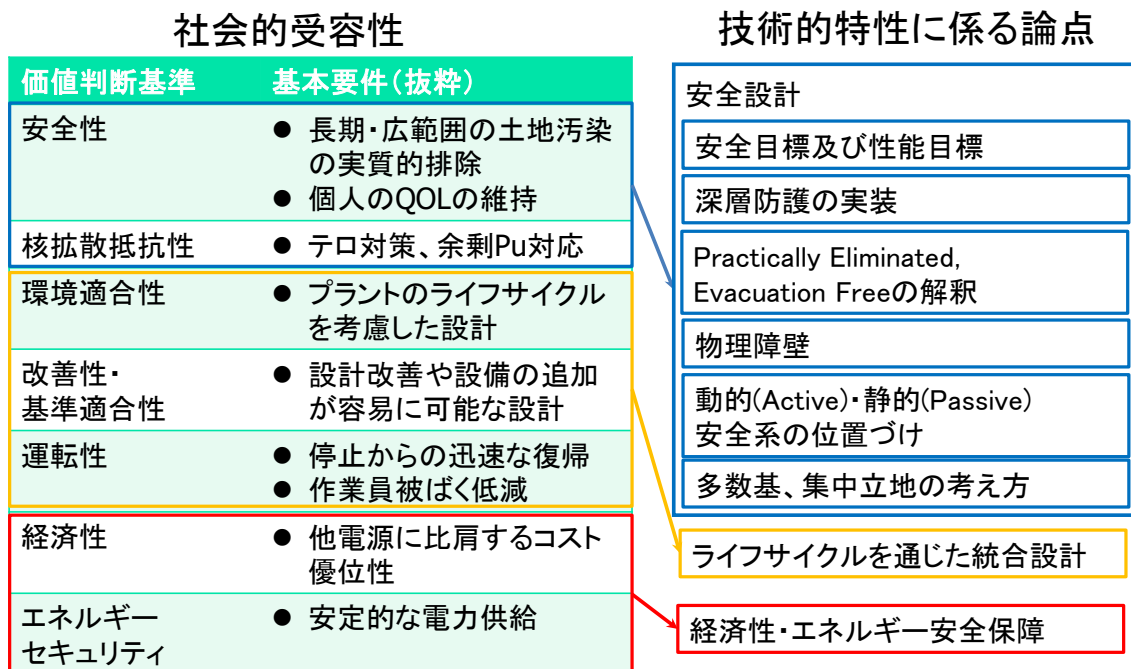 社会的受容性
価値判断基準 基本要件(抜粋)
安全性
● 長期・広範囲の土地汚染
の実質的排除
● 個人のQOLの維持
核拡散抵抗性
● テロ対策、余剰Pu対応
環境適合性
● プラントのライフサイクル
を考慮した設計
改善性・
基準適合性
● 設計改善や設備の追加
が容易に可能な設計
運転性
● 停止からの迅速な復帰
● 作業員被ばく低減
経済性
● 他電源に比肩するコスト
優位性
エネルギー
セキュリティ
● 安定的な電力供給
技術的特性に係る論点
安全設計
安全目標及び性能目標
深層防護の実装
Practically Eliminated,
Evacuation Freeの解釈
物理障壁
動的(Active)・静的(Passive)
安全系の位置づけ
多数基、集中立地の考え方
ライフサイクルを通じた統合設計
経済性・エネルギー安全保障